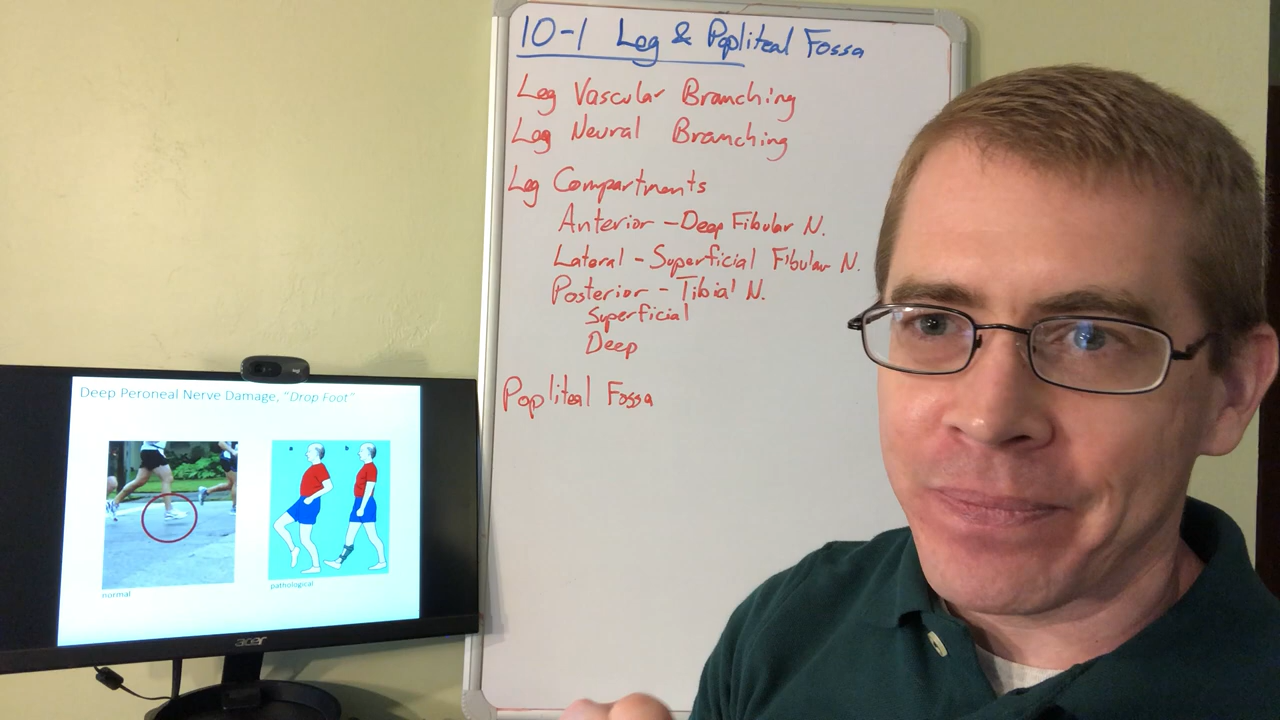 10-1 Leg & Popliteal Fossa
Leg Vascular Branching
Leg Neural Branching
Leg Compartments
Anterior - Deep Fibular N.
Lateral - Superficial Fibular N.
Posterior - Tibial N.
Superficial
Deep
Popliteal Fossa
Deep Peroneal Nerve Damage, "Drop Foot"
a b
normal
pathological
acer
logi